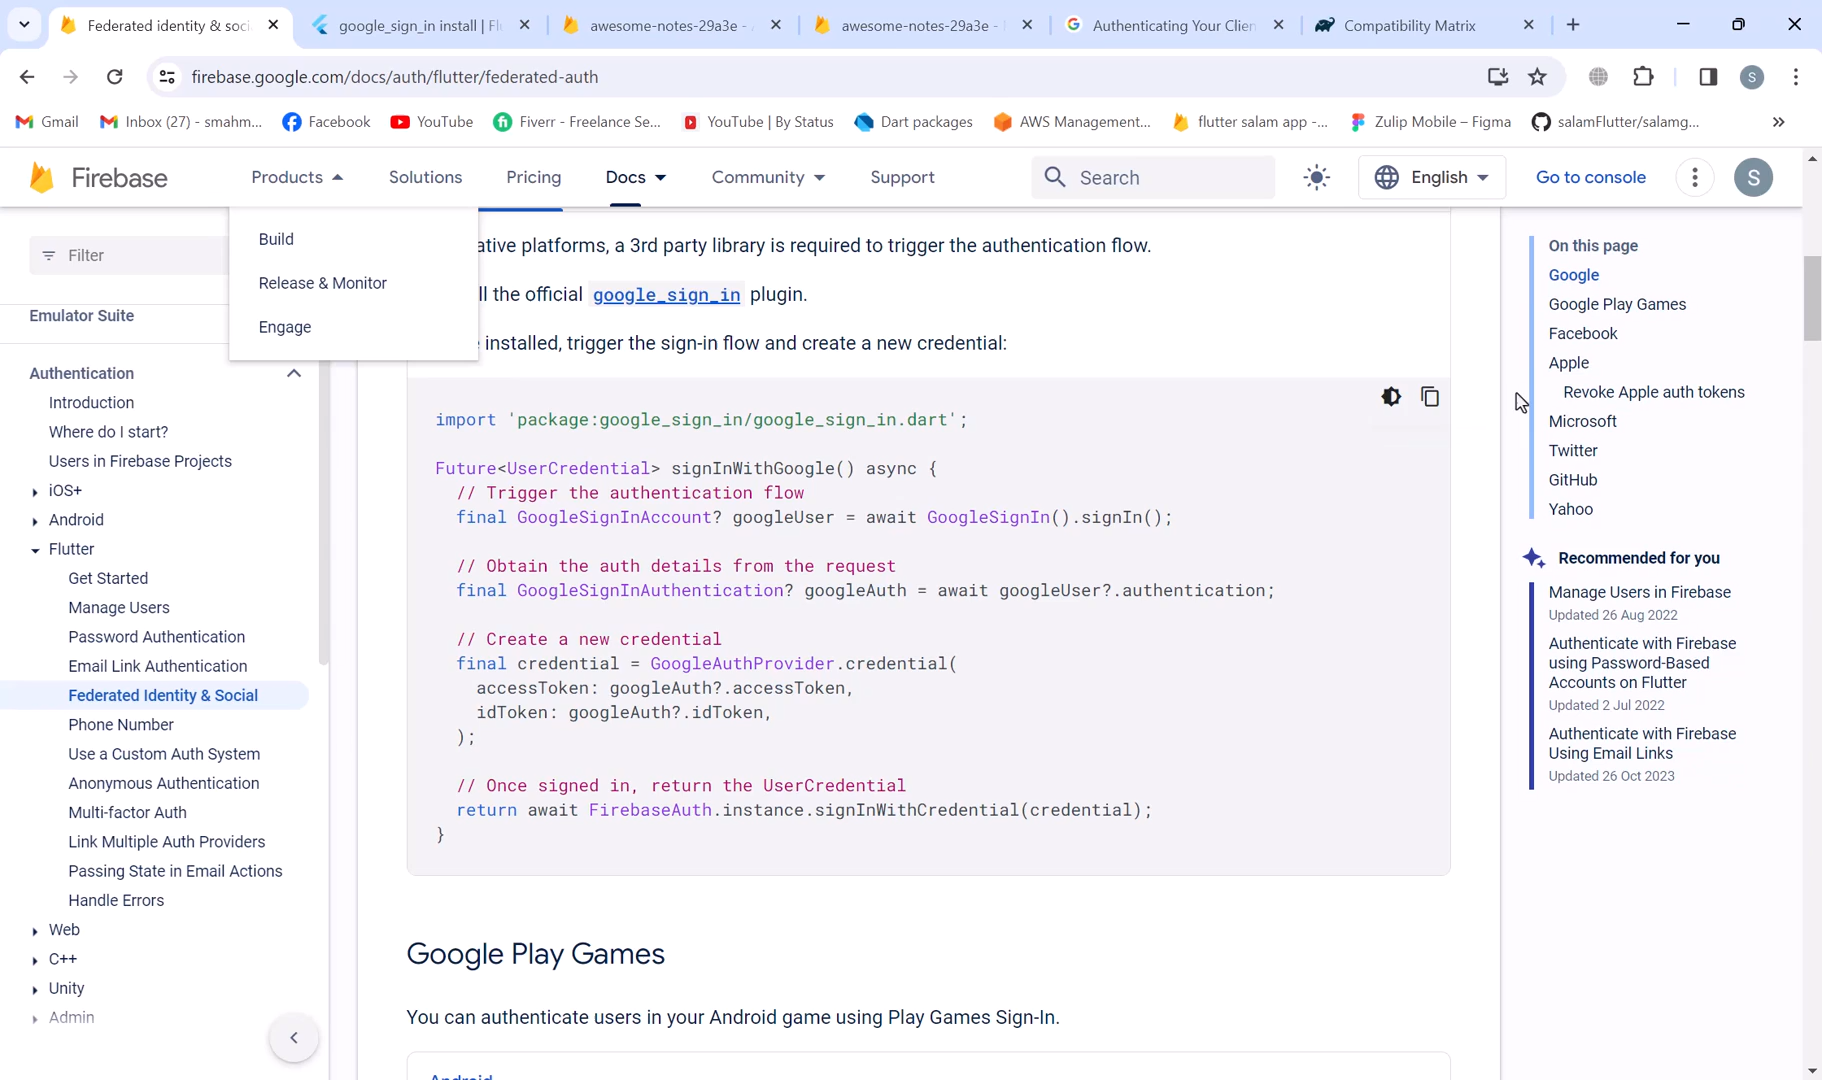 Federated identity & soci
google_sign_in install | Fl
awesome-notes-29a3e -
awesome-notes-29a3e -
Authenticating Your Clien
Compatibility Matrix
firebase.google.com/docs/auth/flutter/federated-auth
S
Gmail
Inbox (27) - smahm...
Facebook
YouTube
Fiverr - Freelance Se...
YouTube | By Status
Dart packages
AWS Management...
flutter salam app -...
Zulip Mobile – Figma
salamFlutter/salamg...
Firebase
Products
Solutions
Pricing
Docs
Community
Support
Search
English
Go to console
S
Build
Release & Monitor
Engage
Filter
Emulator Suite
Authentication
Introduction
Where do I start?
Users in Firebase Projects
iOS+
Android
Flutter
Get Started
Manage Users
Password Authentication
Email Link Authentication
Federated Identity & Social
Phone Number
Use a Custom Auth System
Anonymous Authentication
Multi-factor Auth
Link Multiple Auth Providers
Passing State in Email Actions
Handle Errors
Web
C++
Unity
Admin
ative platforms, a 3rd party library is required to trigger the authentication flow.
ll the official google_sign_in plugin.
installed, trigger the sign-in flow and create a new credential:
import 'package:google_sign_in/google_sign_in.dart';
Future<UserCredential> signInWithGoogle() async {
// Trigger the authentication flow
final GoogleSignInAccount? googleUser = await GoogleSignIn().signIn();
// Obtain the auth details from the request
final GoogleSignInAuthentication? googleAuth = await googleUser?.authentication;
// Create a new credential
final credential = GoogleAuthProvider.credential(
accessToken: googleAuth?.accessToken,
idToken: googleAuth?.idToken,
);
// Once signed in, return the UserCredential
return await FirebaseAuth.instance.signInWithCredential(credential);
}
Google Play Games
You can authenticate users in your Android game using Play Games Sign-In.
Android
On this page
Google
Google Play Games
Facebook
Apple
Revoke Apple auth tokens
Microsoft
Twitter
GitHub
Yahoo
Recommended for you
Manage Users in Firebase
Updated 26 Aug 2022
Authenticate with Firebase
using Password-Based
Accounts on Flutter
Updated 2 Jul 2022
Authenticate with Firebase
Using Email Links
Updated 26 Oct 2023